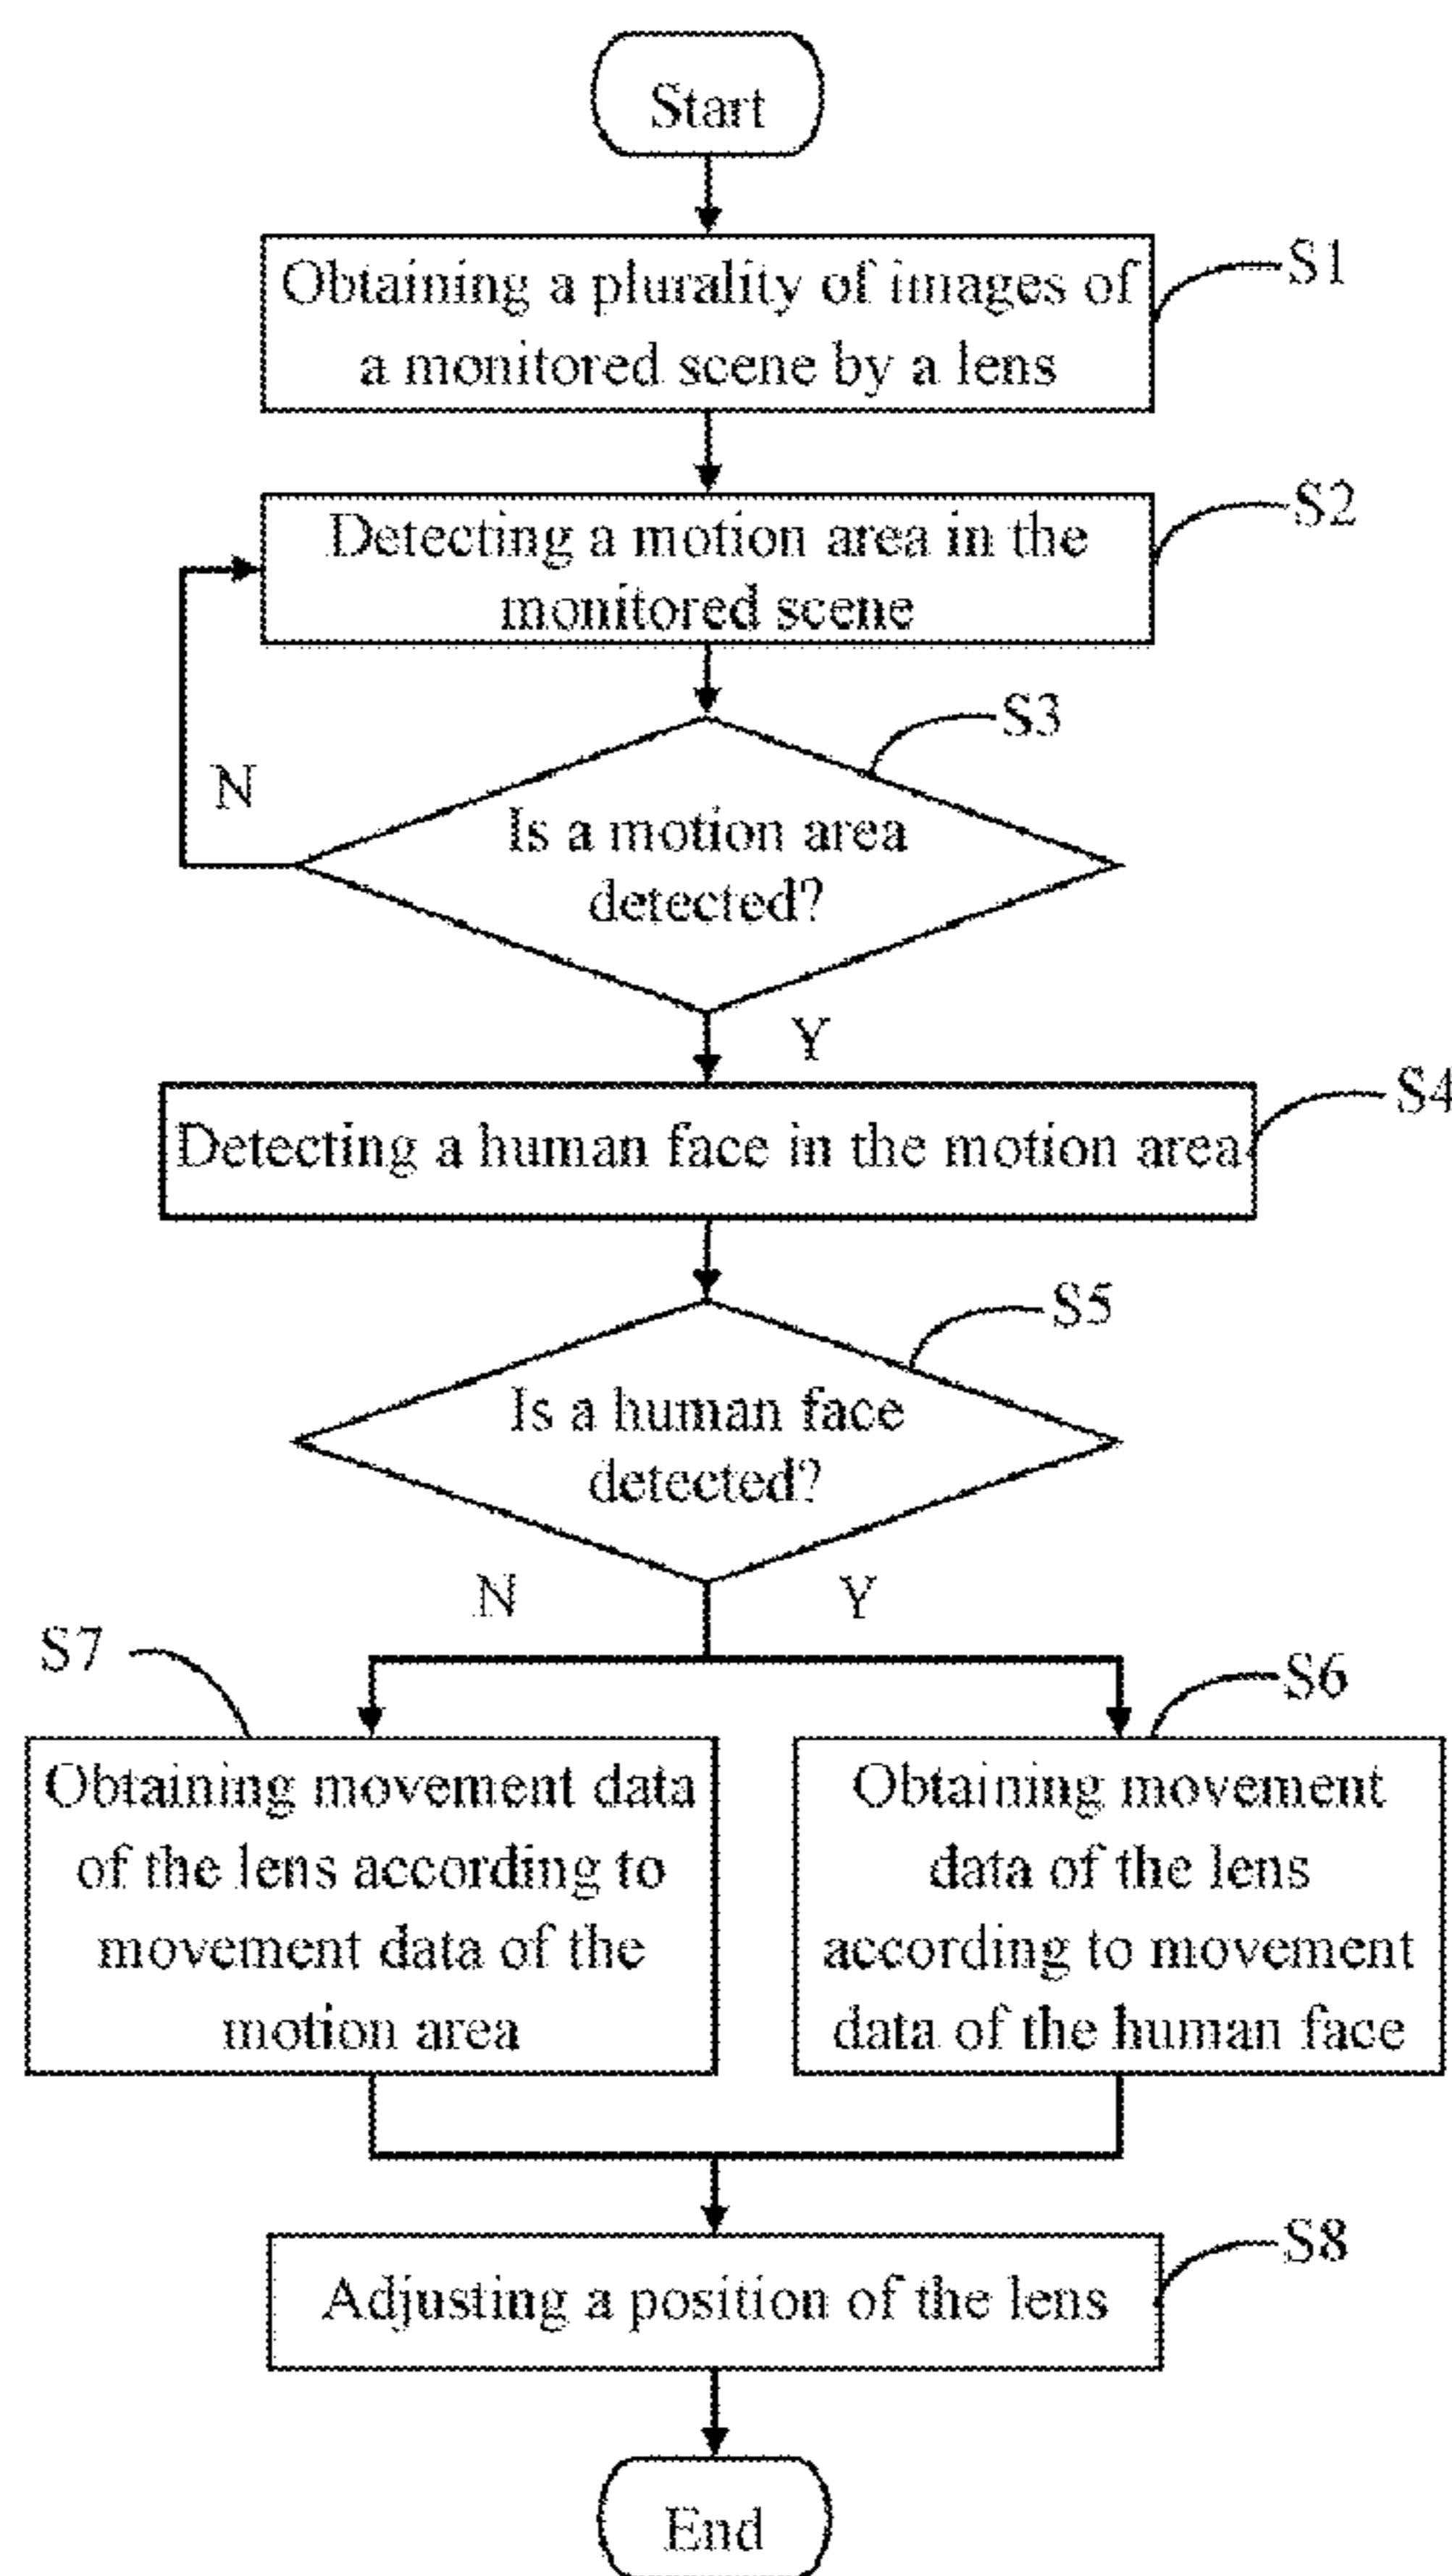 Start
Obtaining a plurality of images of
a monitored scene by a lens
S1
Detecting a motion area in the
monitored scene
S2
S3
N
Is a motion area
detected?
Y
Detecting a human face in the motion area
S4
S5
Is a human face
detected?
N
Y
S7
S6
Obtaining movement data
of the lens according to
movement data of the
motion area
Obtaining movement
data of the lens
according to movement
data of the human face
Adjusting a position of the lens
S8
End